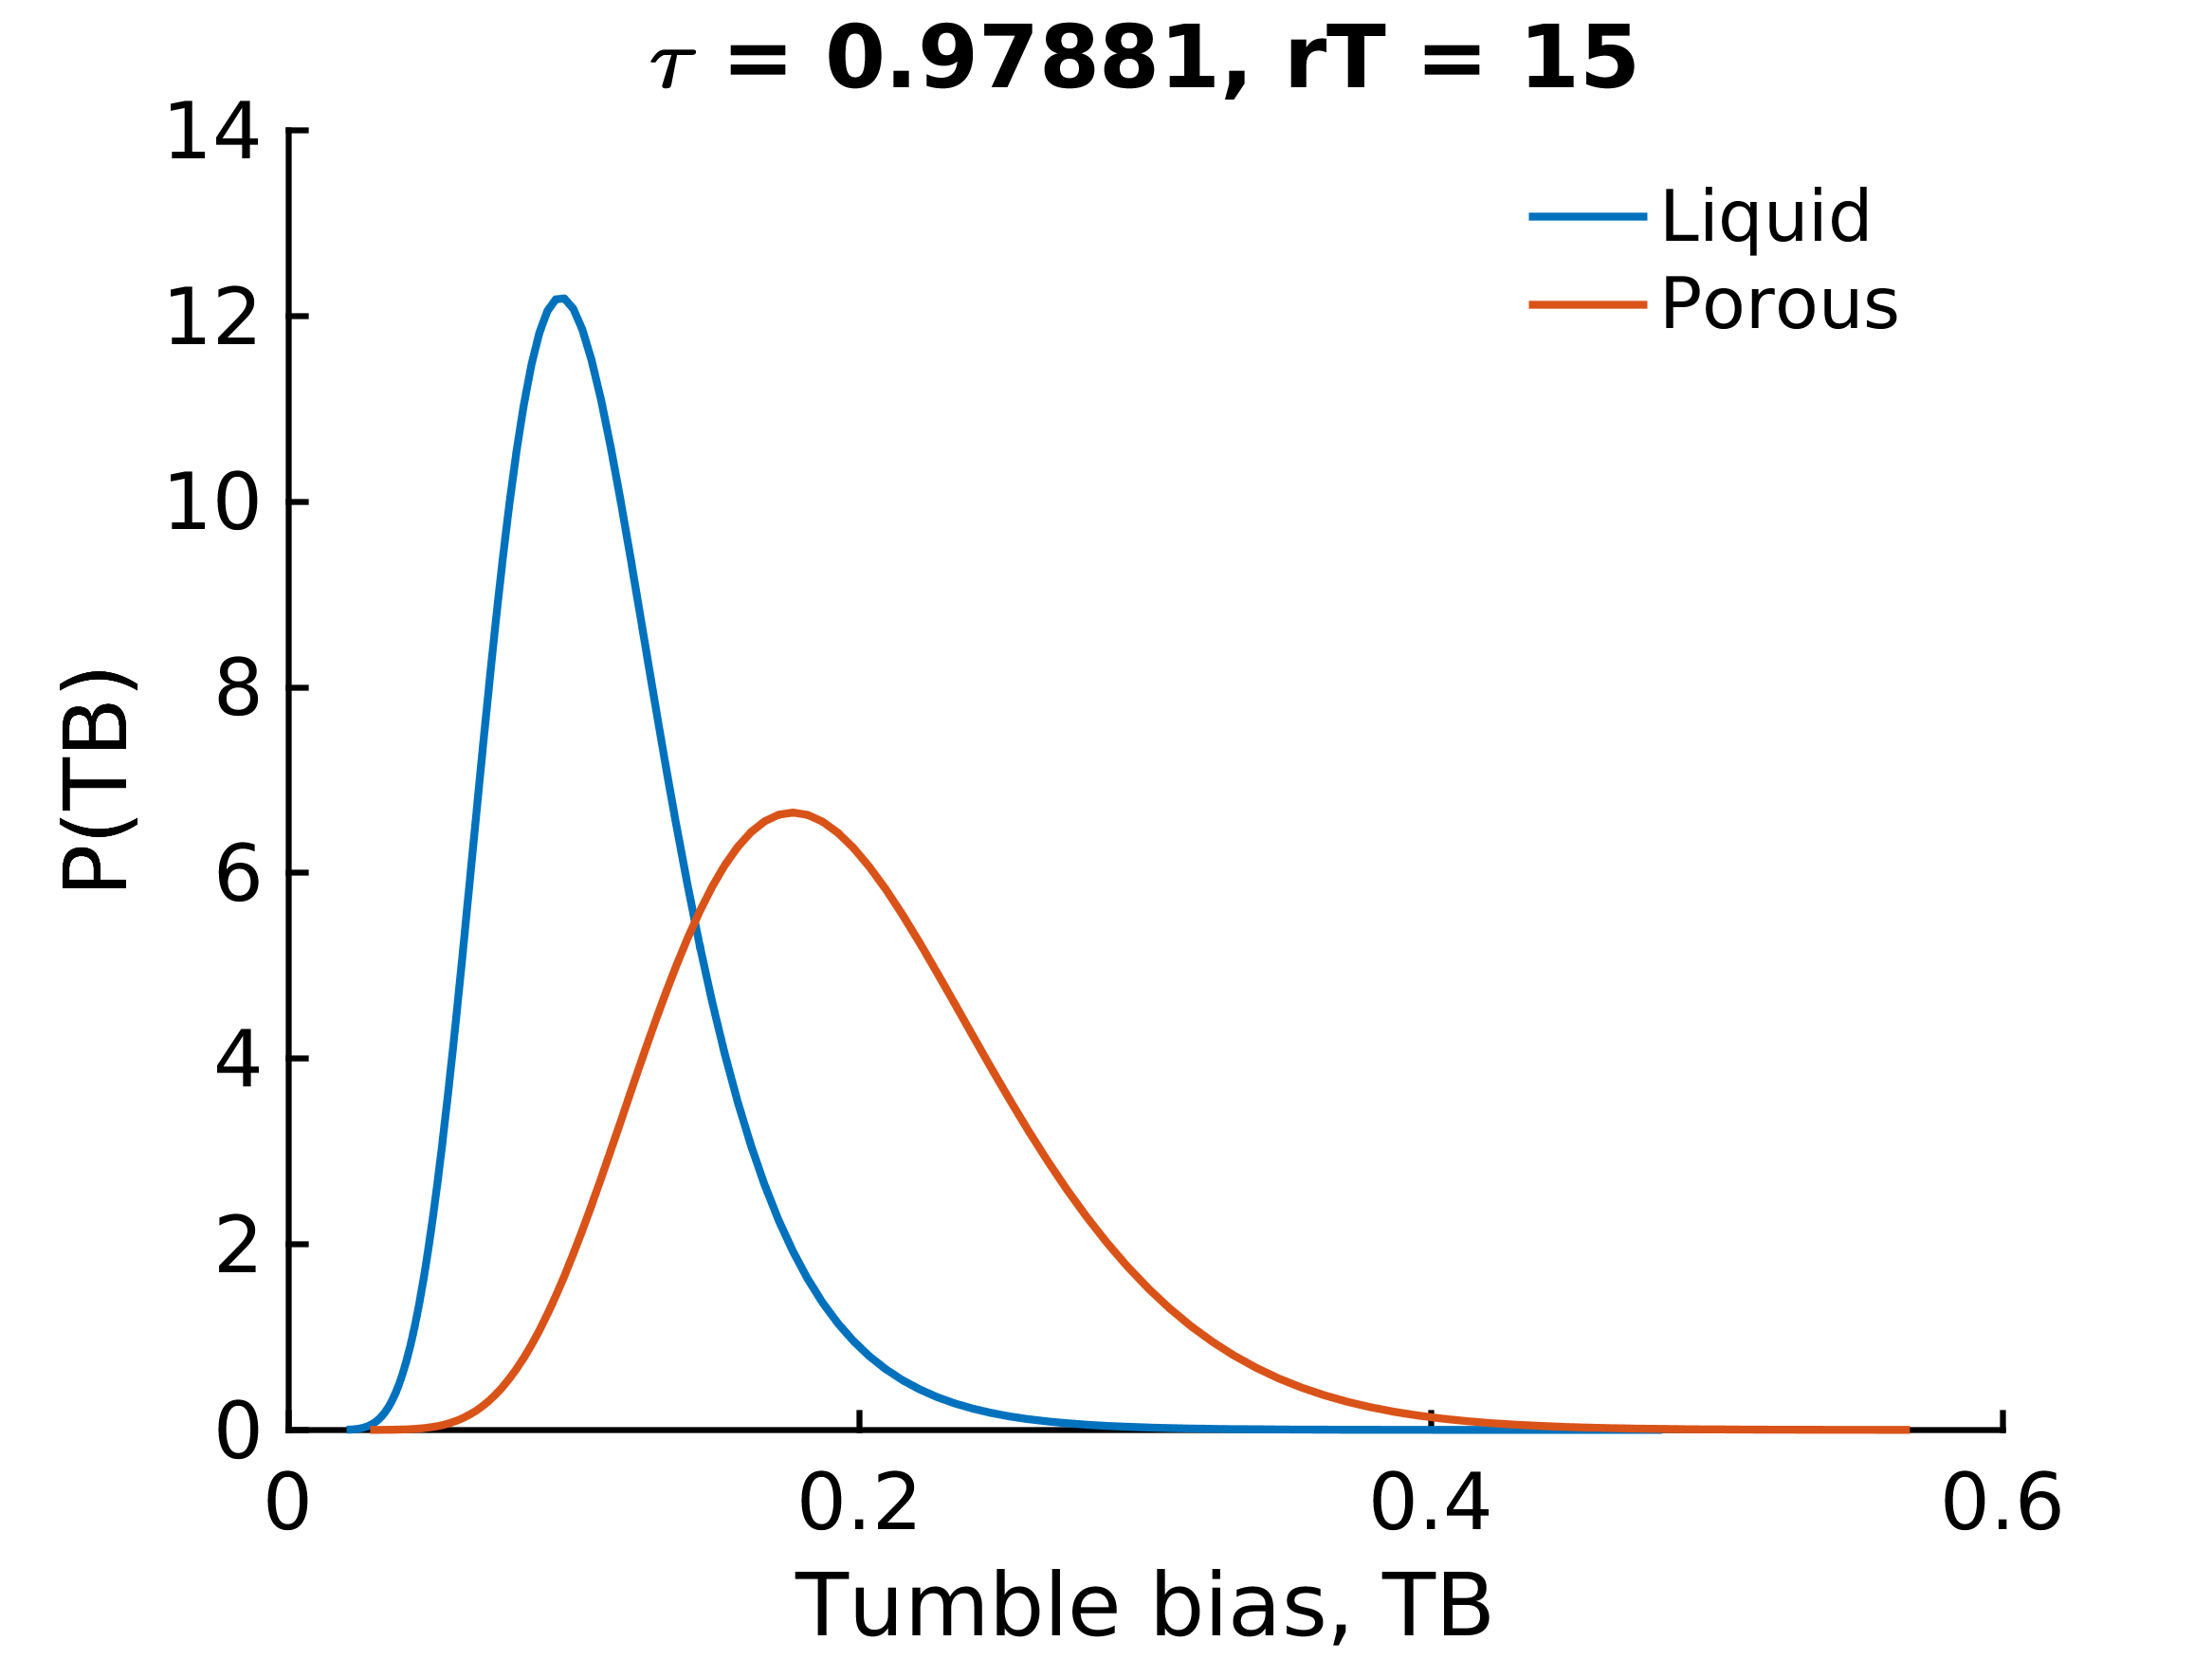 τ = 0.97881, rT = 15
14
12
10
8
6
4
2
0
P(TB)
Liquid
Porous
0 0.2 0.4 0.6
Tumble bias, TB